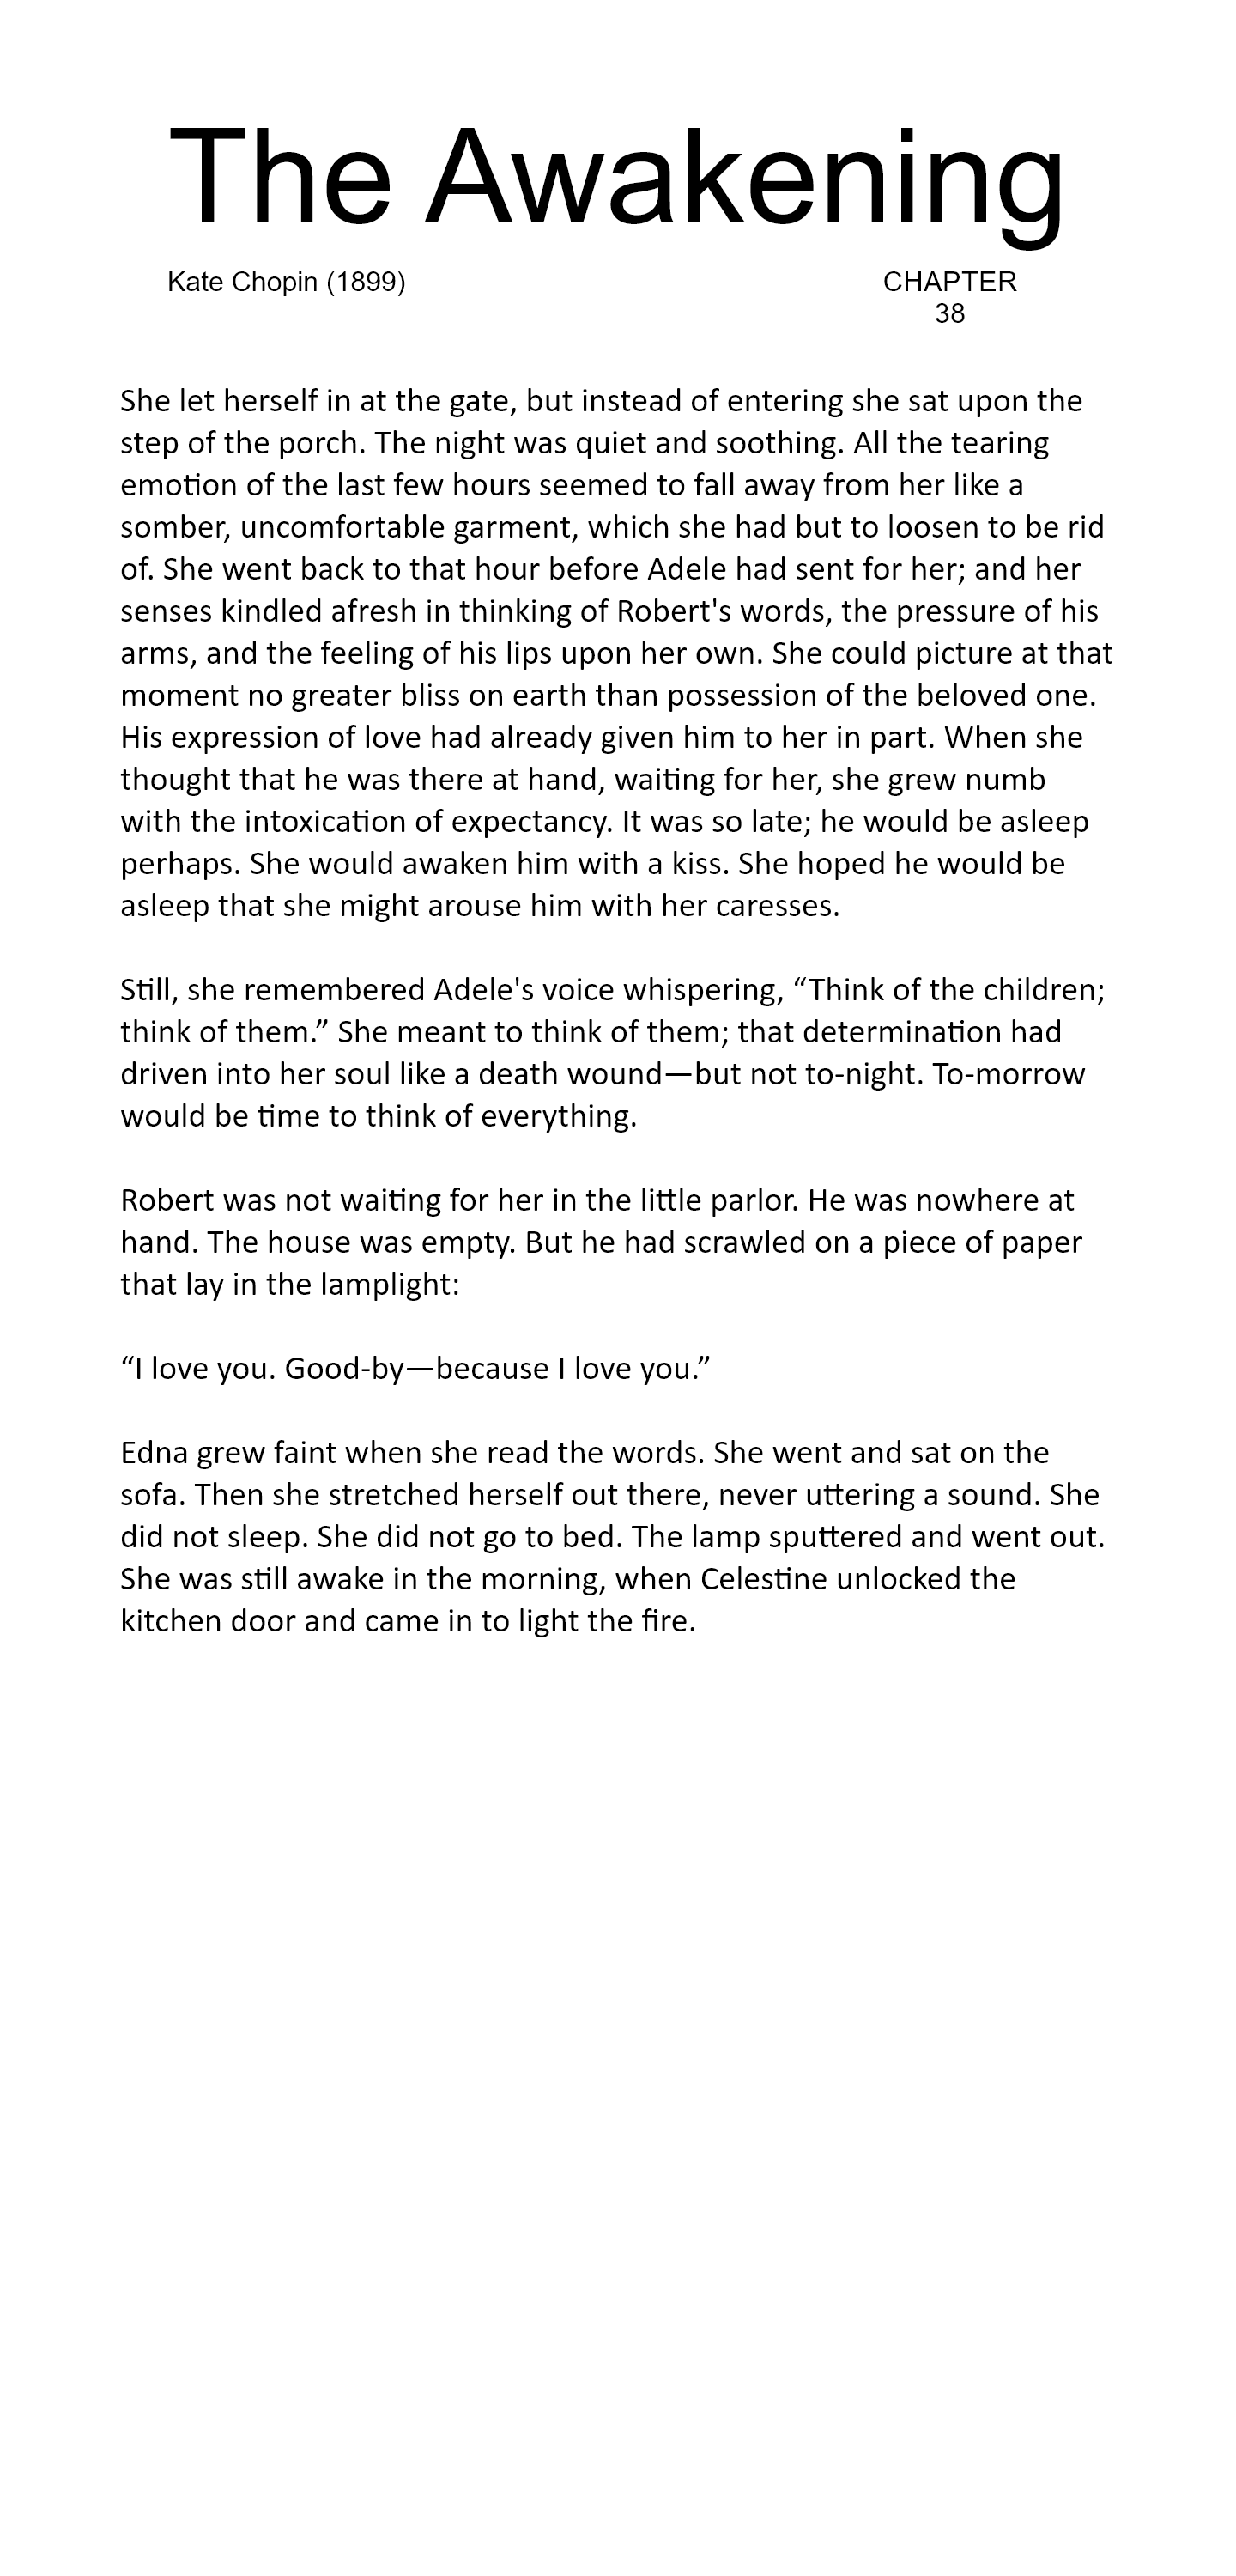 The Awakening
Kate Chopin (1899)
CHAPTER
38
She let herself in at the gate, but instead of entering she sat upon the
step of the porch. The night was quiet and soothing. All the tearing
emotion of the last few hours seemed to fall away from her like a
somber, uncomfortable garment, which she had but to loosen to be rid
of. She went back to that hour before Adele had sent for her; and her
senses kindled afresh in thinking of Robert's words, the pressure of his
arms, and the feeling of his lips upon her own. She could picture at that
moment no greater bliss on earth than possession of the beloved one.
His expression of love had already given him to her in part. When she
thought that he was there at hand, waiting for her, she grew numb
with the intoxication of expectancy. It was so late; he would be asleep
perhaps. She would awaken him with a kiss. She hoped he would be
asleep that she might arouse him with her caresses.
Still, she remembered Adele's voice whispering, “Think of the children;
think of them.” She meant to think of them; that determination had
driven into her soul like a death wound—but not to-night. To-morrow
would be time to think of everything.
Robert was not waiting for her in the little parlor. He was nowhere at
hand. The house was empty. But he had scrawled on a piece of paper
that lay in the lamplight:
“I love you. Good-by—because I love you.”
Edna grew faint when she read the words. She went and sat on the
sofa. Then she stretched herself out there, never uttering a sound. She
did not sleep. She did not go to bed. The lamp sputtered and went out.
She was still awake in the morning, when Celestine unlocked the
kitchen door and came in to light the fire.